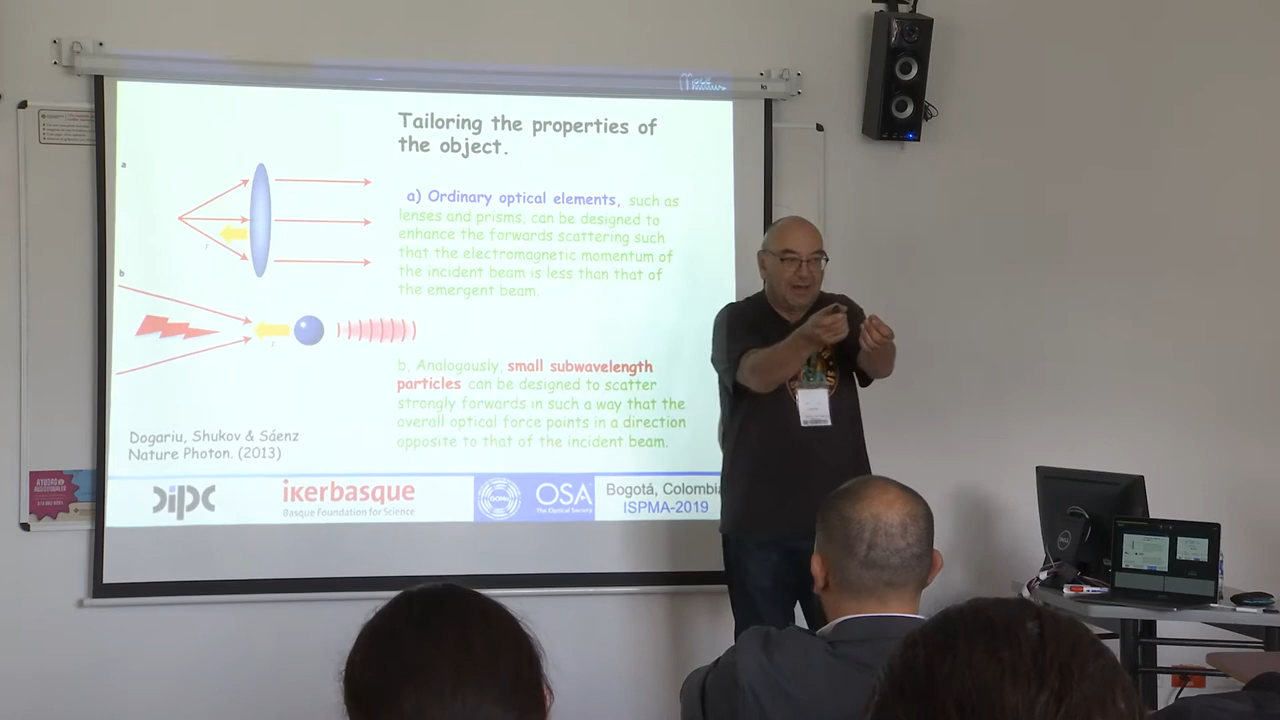 Tailoring the properties of
the object.
a
a) Ordinary optical elements, such as
lenses and prisms, can be designed to
enhance the forwards scattering such
that the electromagnetic momentum of
the incident beam is less than that of
the emergent beam.
b
b, Analogously, small subwavelength
particles can be designed to scatter
strongly forwards in such a way that the
overall optical force points in a direction
opposite to that of the incident beam.
Dogariu, Shukov & Sáenz
Nature Photon. (2013)
dipc
ikerbasque
Basque Foundation for Science
OSA
The Optical Society
Bogotá, Colombia
ISPMA-2019
DELL